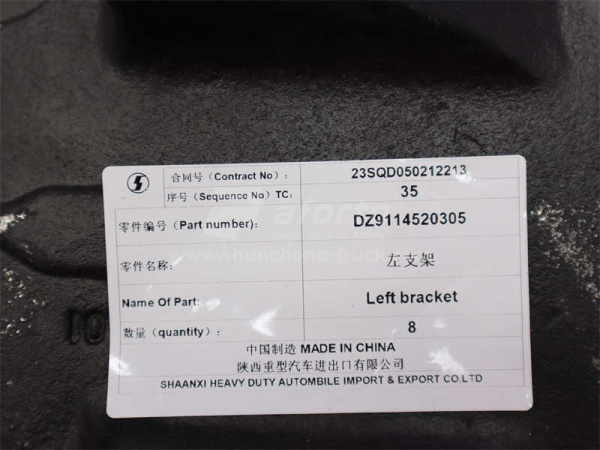 合同号（Contract No）: 23SQD050212213
序号（Sequence No）TC: 35
零件编号（Part number）: DZ9114520305
零件名称: 左支架
Name Of Part: Left bracket
数量（quantity）: 8
中国制造 MADE IN CHINA
陕西重型汽车进出口有限公司
SHAANXI HEAVY DUTY AUTOMBILE IMPORT & EXPORT CO.LTD